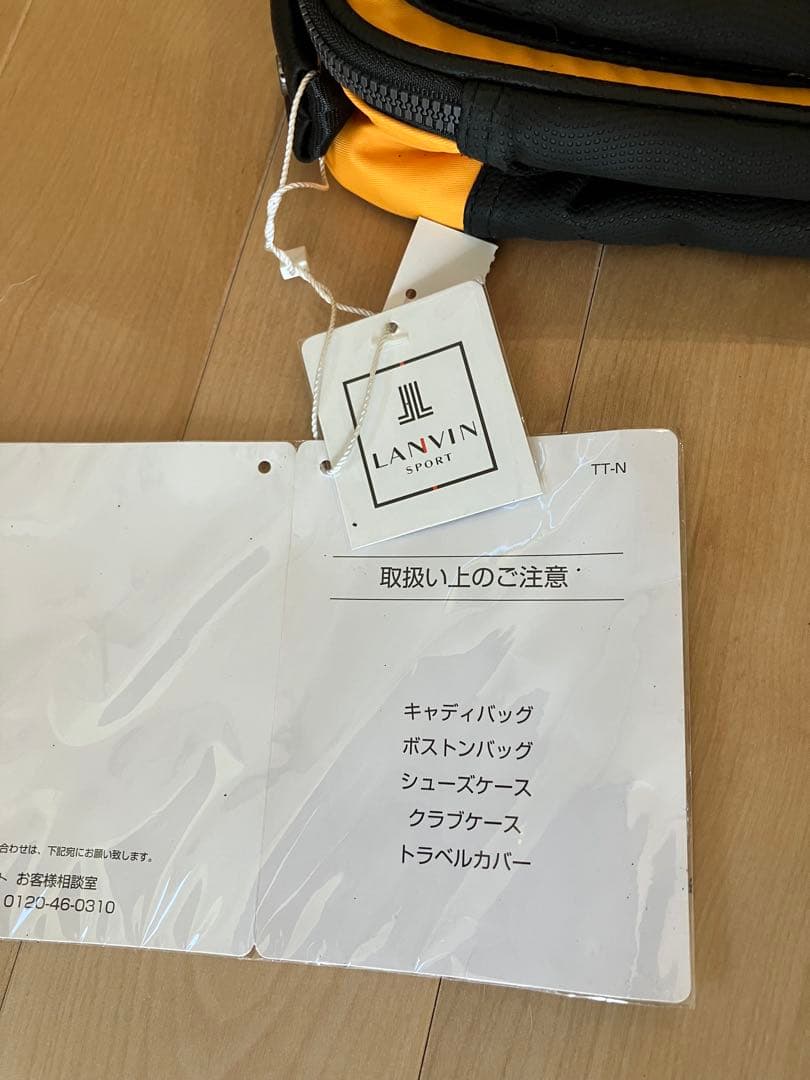 LANVIN
SPORT
TT-N
取扱い上のご注意
キャディバッグ
ボストンバッグ
シューズケース
クラブケース
トラベルカバー
合わせは、下記宛にお願い致します。
ト お客様相談室
0120-46-0310